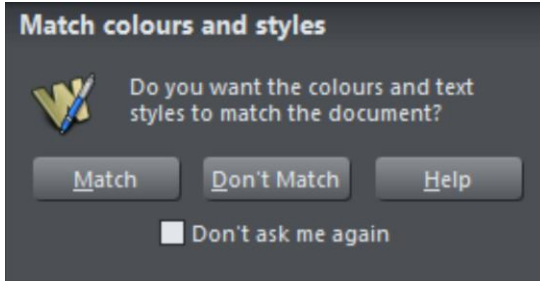 Match colours and styles
Do you want the colours and text
styles to match the document?
Match Don't Match Help
Don't ask me again